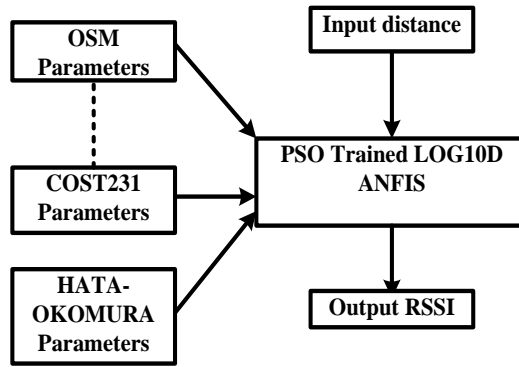 OSM
Parameters
Input distance
PSO Trained LOG10D
ANFIS
COST231
Parameters
HATA-
OKOMURA
Parameters
Output RSSI